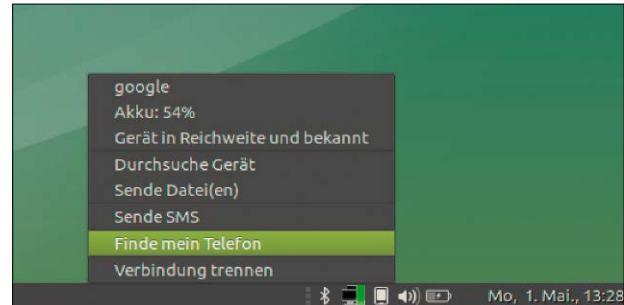 google
Akku: 54%
Gerät in Reichweite und bekannt
Durchsuche Gerät
Sende Datei(en)
Sende SMS
Finde mein Telefon
Verbindung trennen
Mo, 1. Mai., 13:28